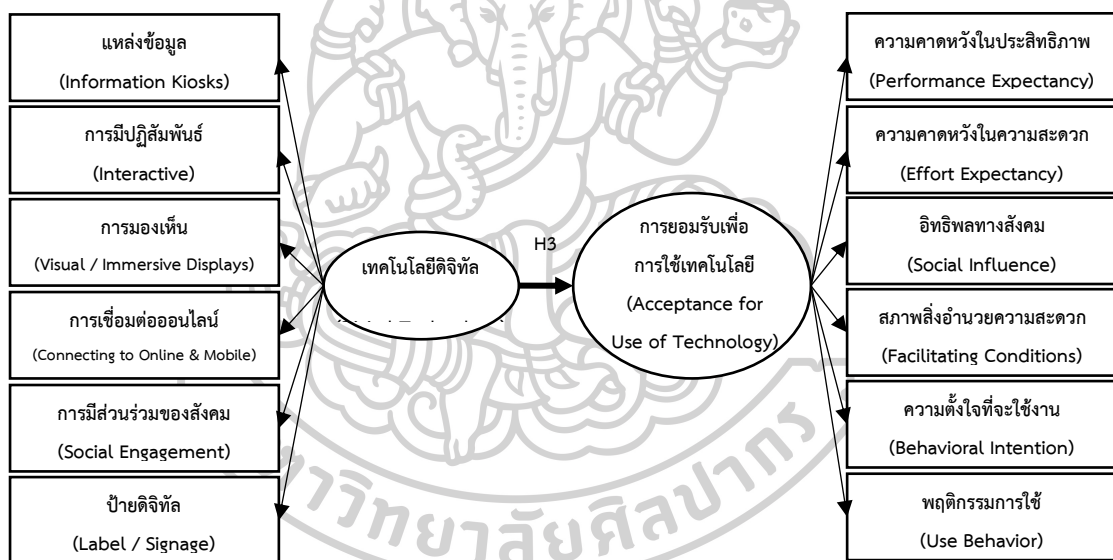 แหล่งข้อมูล
(Information Kiosks)
การมีปฏิสัมพันธ์
(Interactive)
การมองเห็น
(Visual / Immersive Displays)
การเชื่อมต่อออนไลน์
(Connecting to Online & Mobile)
การมีส่วนร่วมของสังคม
(Social Engagement)
ป้ายดิจิทัล
(Label / Signage)
เทคโนโลยีดิจิทัล
H3
การยอมรับเพื่อ
การใช้เทคโนโลยี
(Acceptance for
Use of Technology)
ความคาดหวังในประสิทธิภาพ
(Performance Expectancy)
ความคาดหวังในความสะดวก
(Effort Expectancy)
อิทธิพลทางสังคม
(Social Influence)
สภาพสิ่งอำนวยความสะดวก
(Facilitating Conditions)
ความตั้งใจที่จะใช้งาน
(Behavioral Intention)
พฤติกรรมการใช้
(Use Behavior)
วิทยาลัยศิลปากร